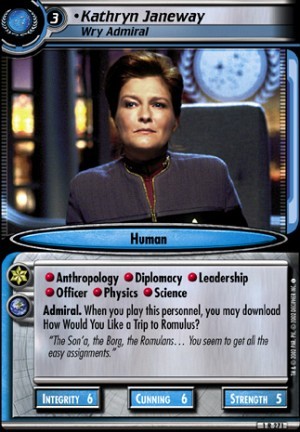 3
•Kathryn Janeway
Wry Admiral
Human
•Anthropology •Diplomacy •Leadership
•Officer •Physics •Science
Admiral. When you play this personnel, you may download
How Would You Like a Trip to Romulus?
"The Son'a, the Borg, the Romulans... You seem to get all the
easy assignments."
INTEGRITY 6
CUNNING 6
STRENGTH 5